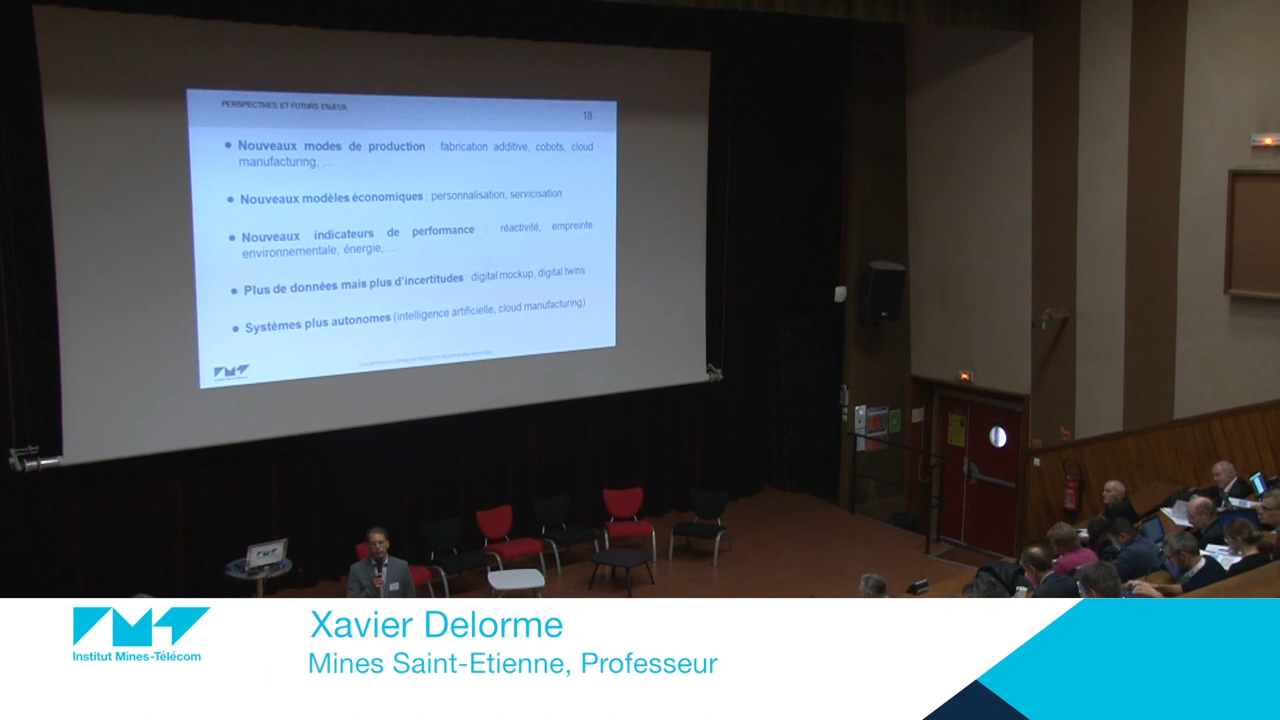 PERSPECTIVES ET FUTURS ENJEUX
18
• Nouveaux modes de production : fabrication additive, cobots, cloud
manufacturing, ...
• Nouveaux modèles économiques : personnalisation, servicisation
• Nouveaux indicateurs de performance : réactivité, empreinte
environnementale, énergie, ...
• Plus de données mais plus d'incertitudes : digital mockup, digital twins
• Systèmes plus autonomes (intelligence artificielle, cloud manufacturing)
IMT
Institut Mines-Télécom
Xavier Delorme
Mines Saint-Etienne, Professeur